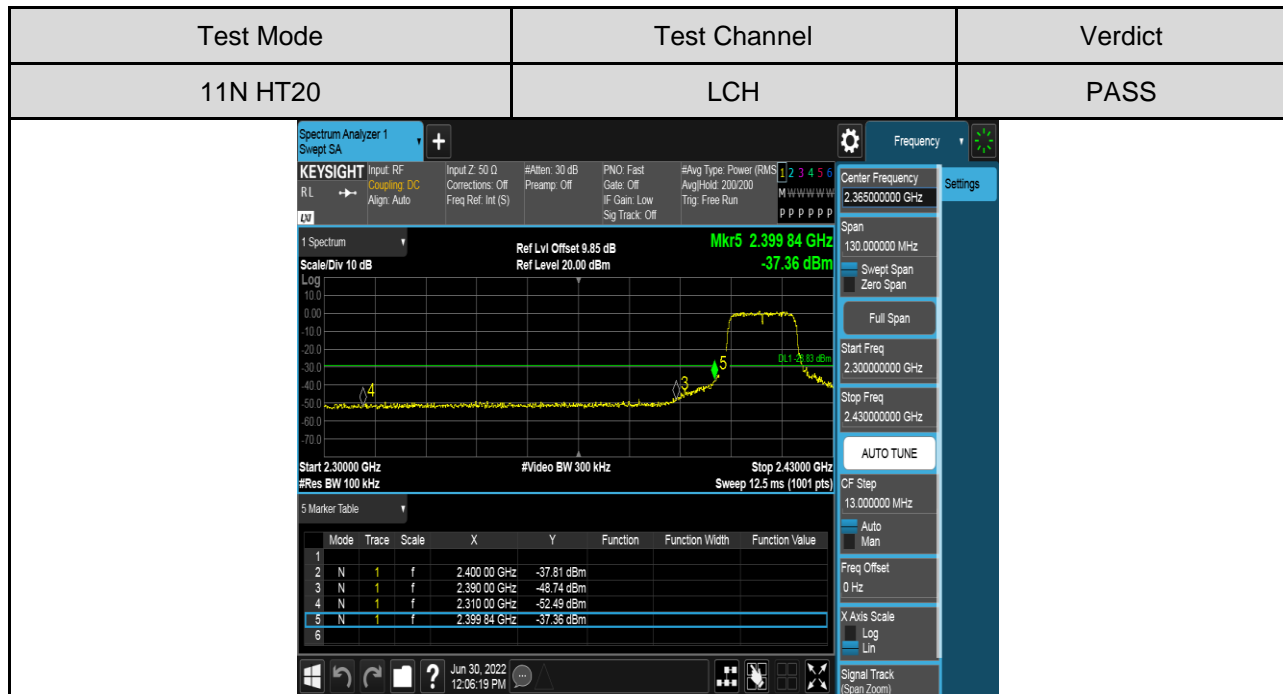 Test Mode Test Channel Verdict
11N HT20 LCH PASS
Spectrum Analyzer 1
Swept SA
+
Frequency
KEYSIGHT
RL
LXI
Input: RF
Coupling: DC
Align: Auto
Input Z: 50 Ω
Corrections: Off
Freq Ref: Int (S)
#Atten: 30 dB
Preamp: Off
PNO: Fast
Gate: Off
IF Gain: Low
Sig Track: Off
#Avg Type: Power (RMS
Avg|Hold: 200/200
Trig: Free Run
1 2 3 4 5 6
M W W W W W
P P P P P P
1 Spectrum
Scale/Div 10 dB
Ref Lvl Offset 9.85 dB
Ref Level 20.00 dBm
Mkr5 2.399 84 GHz
-37.36 dBm
Log
10.0
0.00
-10.0
-20.0
-30.0
-40.0
-50.0
-60.0
-70.0
4
3
5
Start 2.30000 GHz #Video BW 300 kHz Stop 2.43000 GHz
#Res BW 100 kHz Sweep 12.5 ms (1001 pts)
5 Marker Table
Mode Trace Scale X Y Function Function Width Function Value
1
2 N 1 f 2.400 00 GHz -37.81 dBm
3 N 1 f 2.390 00 GHz -48.74 dBm
4 N 1 f 2.310 00 GHz -52.49 dBm
5 N 1 f 2.399 84 GHz -37.36 dBm
6
?
Jun 30, 2022
12:06:19 PM
Center Frequency
2.365000000 GHz
Settings
Span
130.000000 MHz
Swept Span
Zero Span
Full Span
Start Freq
2.300000000 GHz
Stop Freq
2.430000000 GHz
AUTO TUNE
CF Step
13.000000 MHz
Auto
Man
Freq Offset
0 Hz
X Axis Scale
Log
Lin
Signal Track
(Span Zoom)